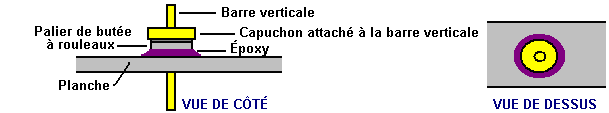 Barre verticale
Palier de butée
à rouleaux
Capuchon attaché à la barre verticale
Époxy
Planche
VUE DE CÔTÉ
VUE DE DESSUS